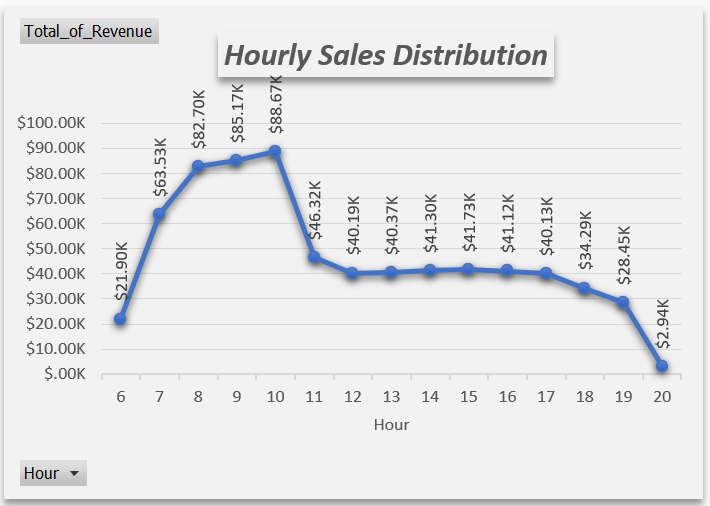 Total_of_Revenue
Hourly Sales Distribution
$100.00K
$90.00K
$80.00K
$70.00K
$60.00K
$50.00K
$40.00K
$30.00K
$20.00K
$10.00K
$.00K
$21.90K
$63.53K
$82.70K
$85.17K
$88.67K
$46.32K
$40.19K
$40.37K
$41.30K
$41.73K
$41.12K
$40.13K
$34.29K
$28.45K
$2.94K
6 7 8 9 10 11 12 13 14 15 16 17 18 19 20
Hour
Hour